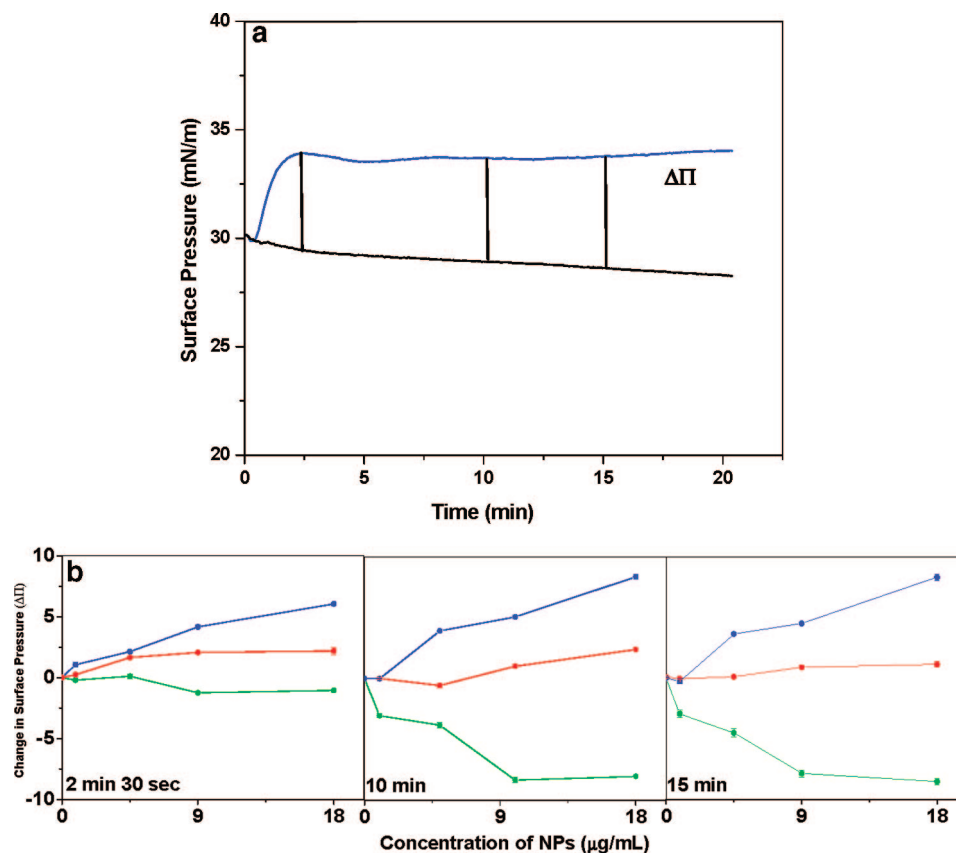 a
40
35
30
25
20
Surface Pressure (mN/m)
ΔΠ
0 5 10 15 20
Time (min)
b
10
5
0
-5
-10
Change in Surface Pressure (ΔΠ)
2 min 30 sec
10 min
15 min
0 9 18 0 9 18 0 9 18
Concentration of NPs (μg/mL)